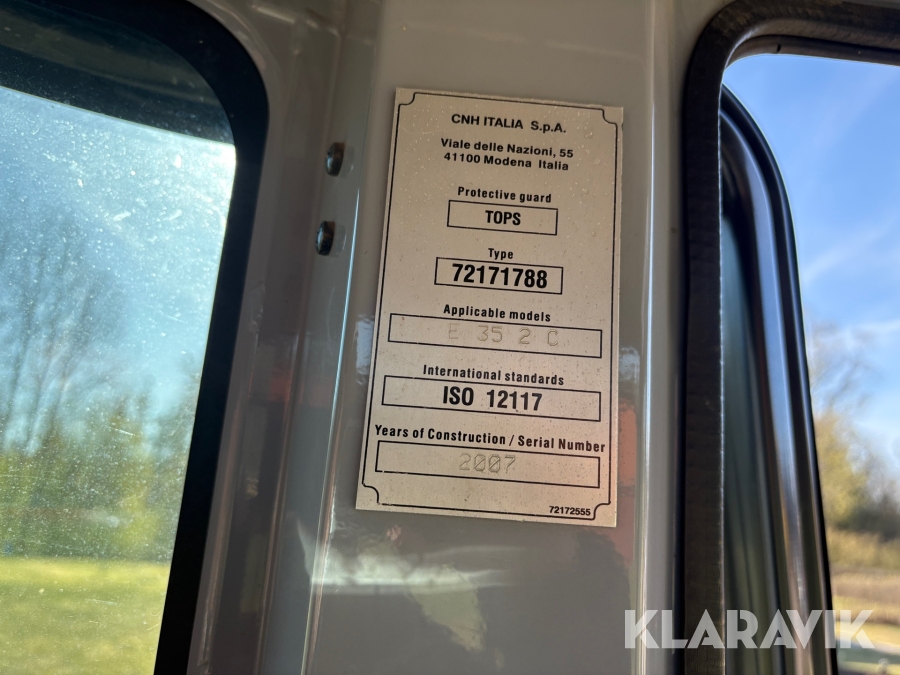 CNH ITALIA S.p.A.
Viale delle Nazioni, 55
41100 Modena Italia
Protective guard
TOPS
Type
72171788
Applicable models
E 35 2 C
International standards
ISO 12117
Years of Construction / Serial Number
2007
72172555
KLARAVIK